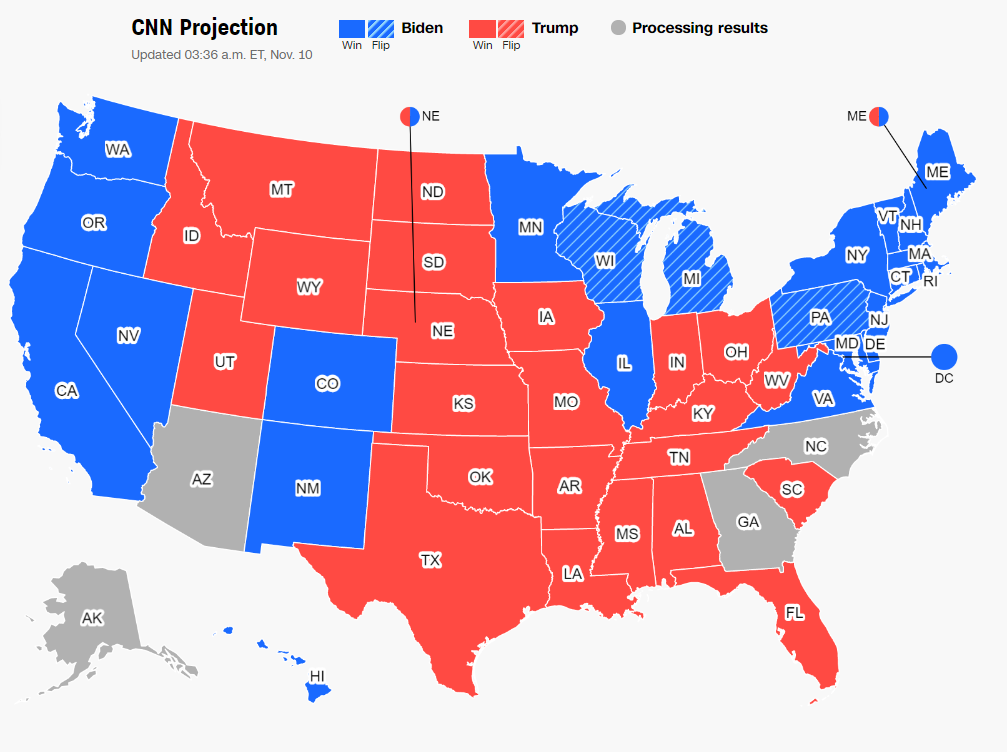 CNN Projection
Updated 03:36 a.m. ET, Nov. 10
Win Flip Biden
Win Flip Trump
Processing results
NE
ME
WA
MT
ND
MN
ME
OR
ID
SD
WI
MI
VT
NH
NY
MA
CT
RI
WY
NE
IA
PA
NJ
NV
UT
CO
IL
IN
OH
MD
DE
DC
CA
KS
MO
WV
VA
KY
AZ
NM
OK
AR
TN
NC
SC
TX
LA
MS
AL
GA
FL
AK
HI